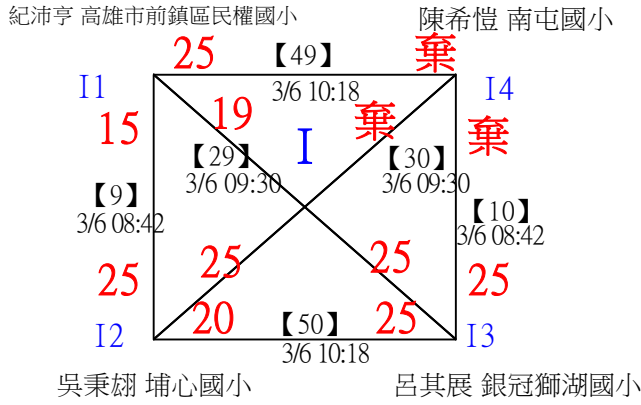 紀沛亨 高雄市前鎮區民權國小
陳希愷 南屯國小
25
【49】
棄
I1
3/6 10:18
I4
15
19
I
棄
棄
【29】
3/6 09:30
【30】
3/6 09:30
【9】
3/6 08:42
【10】
3/6 08:42
25
25
25
25
I2
20
【50】
25
I3
3/6 10:18
吳秉翃 埔心國小
呂其展 銀冠獅湖國小